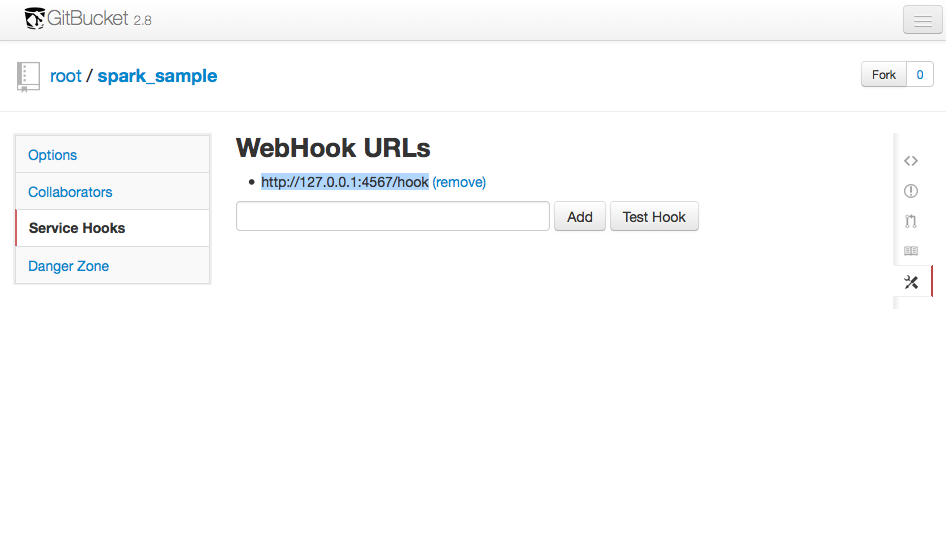 GitBucket 2.8
root / spark_sample
Fork 0
Options
Collaborators
Service Hooks
Danger Zone
WebHook URLs
• http://127.0.0.1:4567/hook (remove)
Add Test Hook